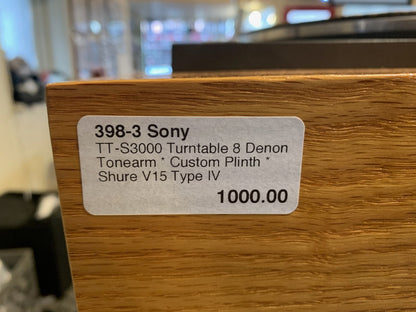 398-3 Sony
TT-S3000 Turntable 8 Denon
Tonearm * Custom Plinth *
Shure V15 Type IV
1000.00